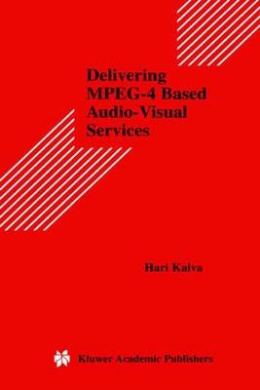 Delivering
MPEG-4 Based
Audio-Visual
Services
Hari Kalva
Kluwer Academic Publishers